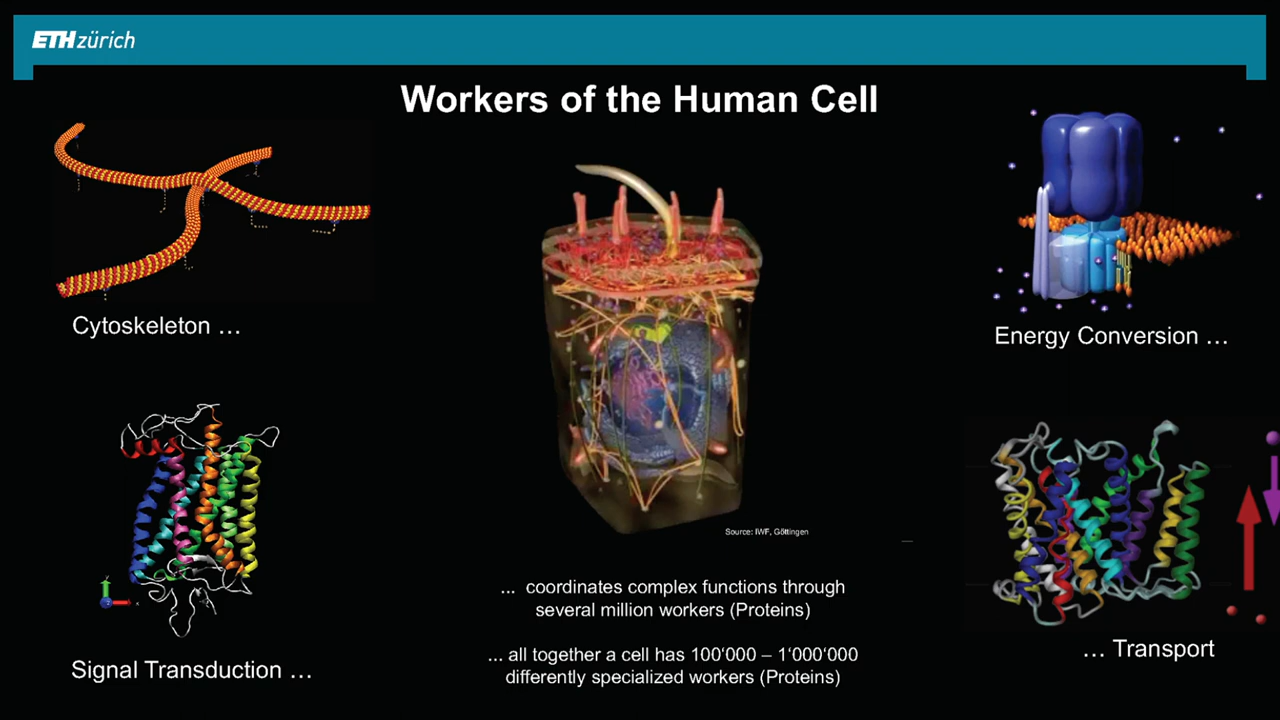 ETH zürich
Workers of the Human Cell
Cytoskeleton ...
Energy Conversion ...
Source: IWF, Göttingen
... coordinates complex functions through
several million workers (Proteins)
... all together a cell has 100‘000 – 1‘000‘000
differently specialized workers (Proteins)
Signal Transduction ...
... Transport